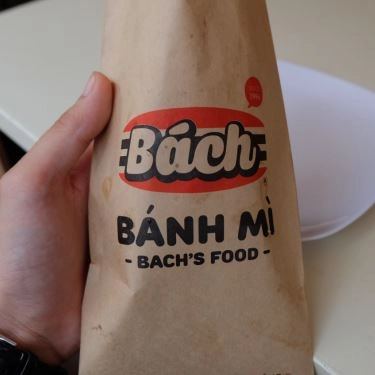 Bách
BÁNH MÌ
- BACH'S FOOD -